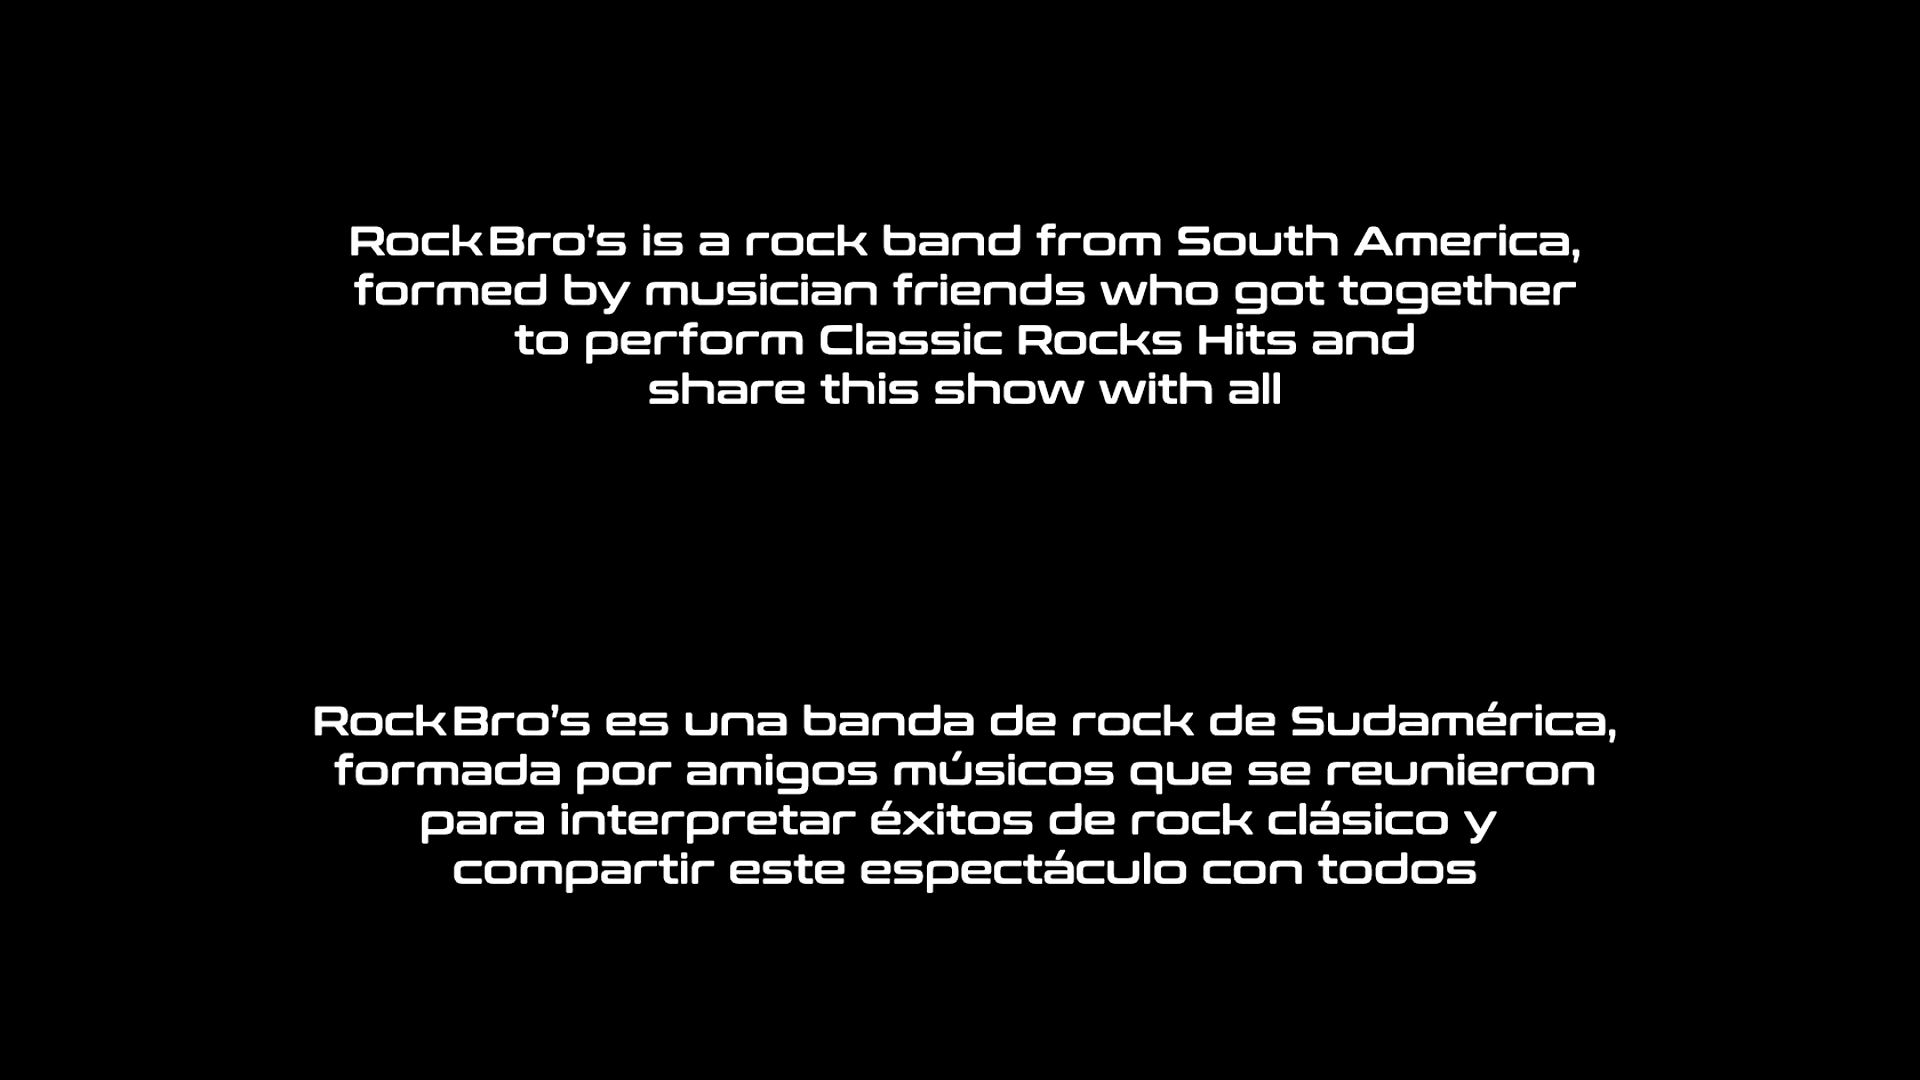 RockBro's is a rock band from South America,
formed by musician friends who got together
to perform Classic Rocks Hits and
share this show with all
RockBro's es una banda de rock de Sudamérica,
formada por amigos músicos que se reunieron
para interpretar éxitos de rock clásico y
compartir este espectáculo con todos